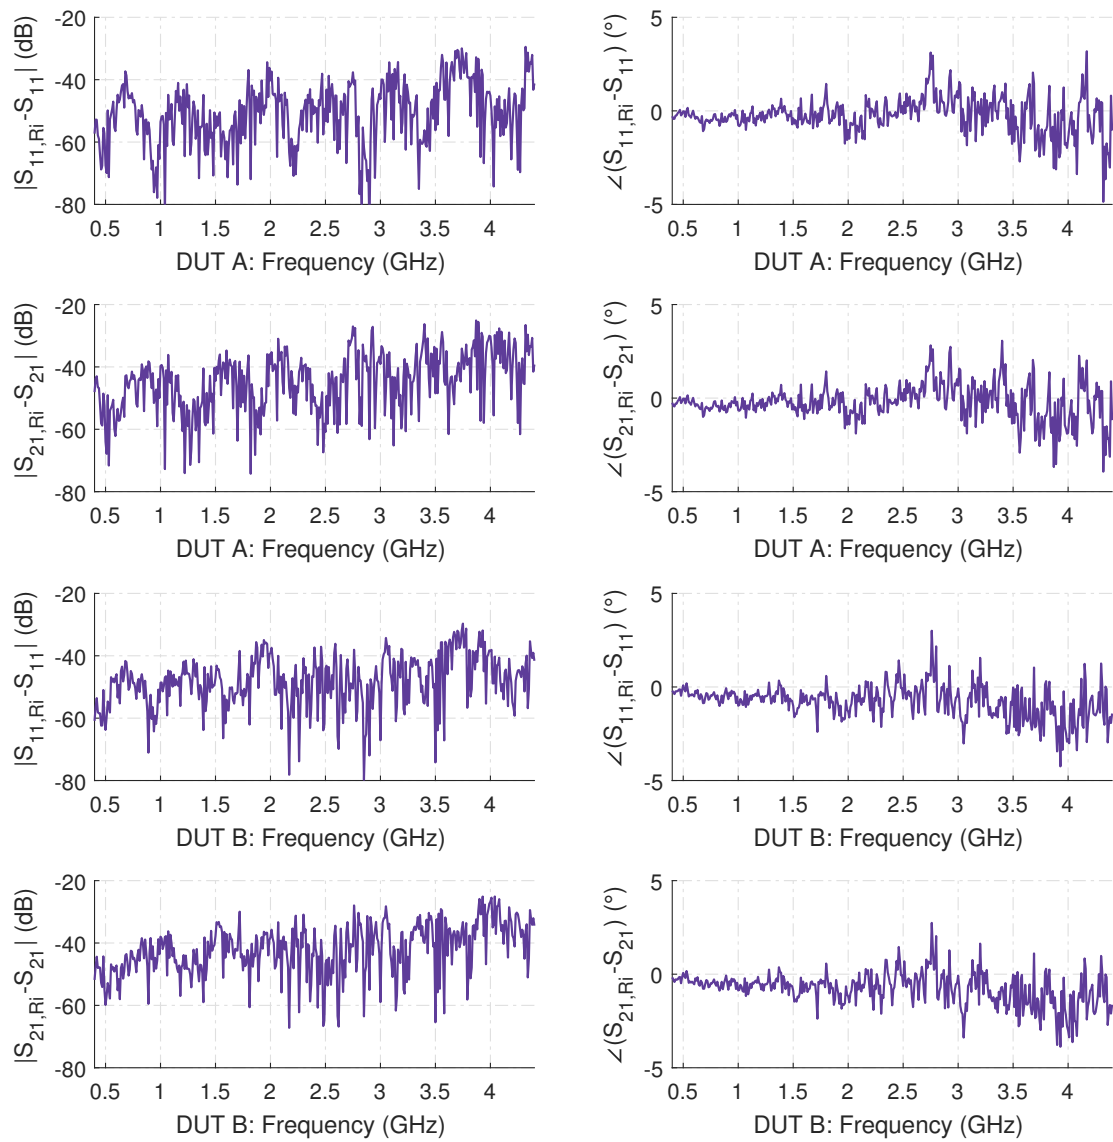 |S11,Ri-S11| (dB)
-20
-40
-60
-80
0.5 1 1.5 2 2.5 3 3.5 4
DUT A: Frequency (GHz)
∠(S11,Ri-S11) (°)
5
0
-5
0.5 1 1.5 2 2.5 3 3.5 4
DUT A: Frequency (GHz)
|S21,Ri-S21| (dB)
-20
-40
-60
-80
0.5 1 1.5 2 2.5 3 3.5 4
DUT A: Frequency (GHz)
∠(S21,Ri-S21) (°)
5
0
-5
0.5 1 1.5 2 2.5 3 3.5 4
DUT A: Frequency (GHz)
|S11,Ri-S11| (dB)
-20
-40
-60
-80
0.5 1 1.5 2 2.5 3 3.5 4
DUT B: Frequency (GHz)
∠(S11,Ri-S11) (°)
5
0
-5
0.5 1 1.5 2 2.5 3 3.5 4
DUT B: Frequency (GHz)
|S21,Ri-S21| (dB)
-20
-40
-60
-80
0.5 1 1.5 2 2.5 3 3.5 4
DUT B: Frequency (GHz)
∠(S21,Ri-S21) (°)
5
0
-5
0.5 1 1.5 2 2.5 3 3.5 4
DUT B: Frequency (GHz)